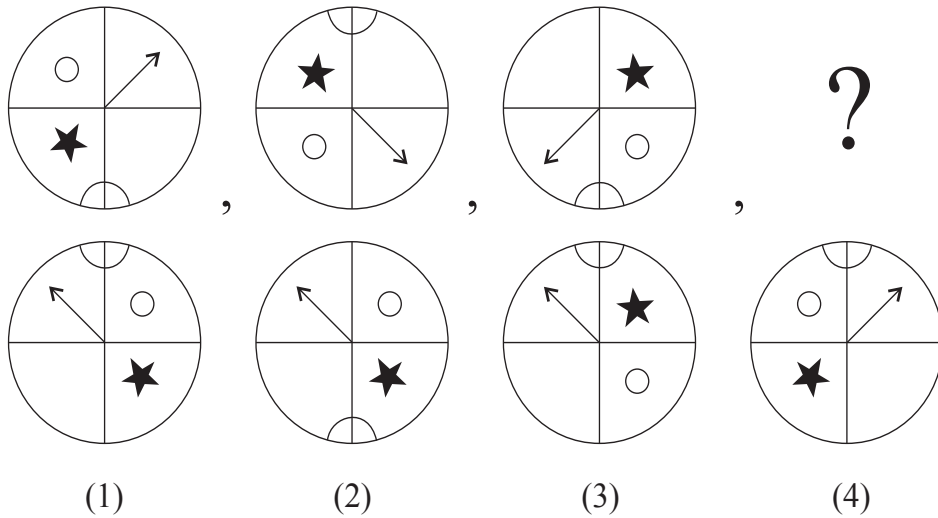 , , , ?
(1) (2) (3) (4)